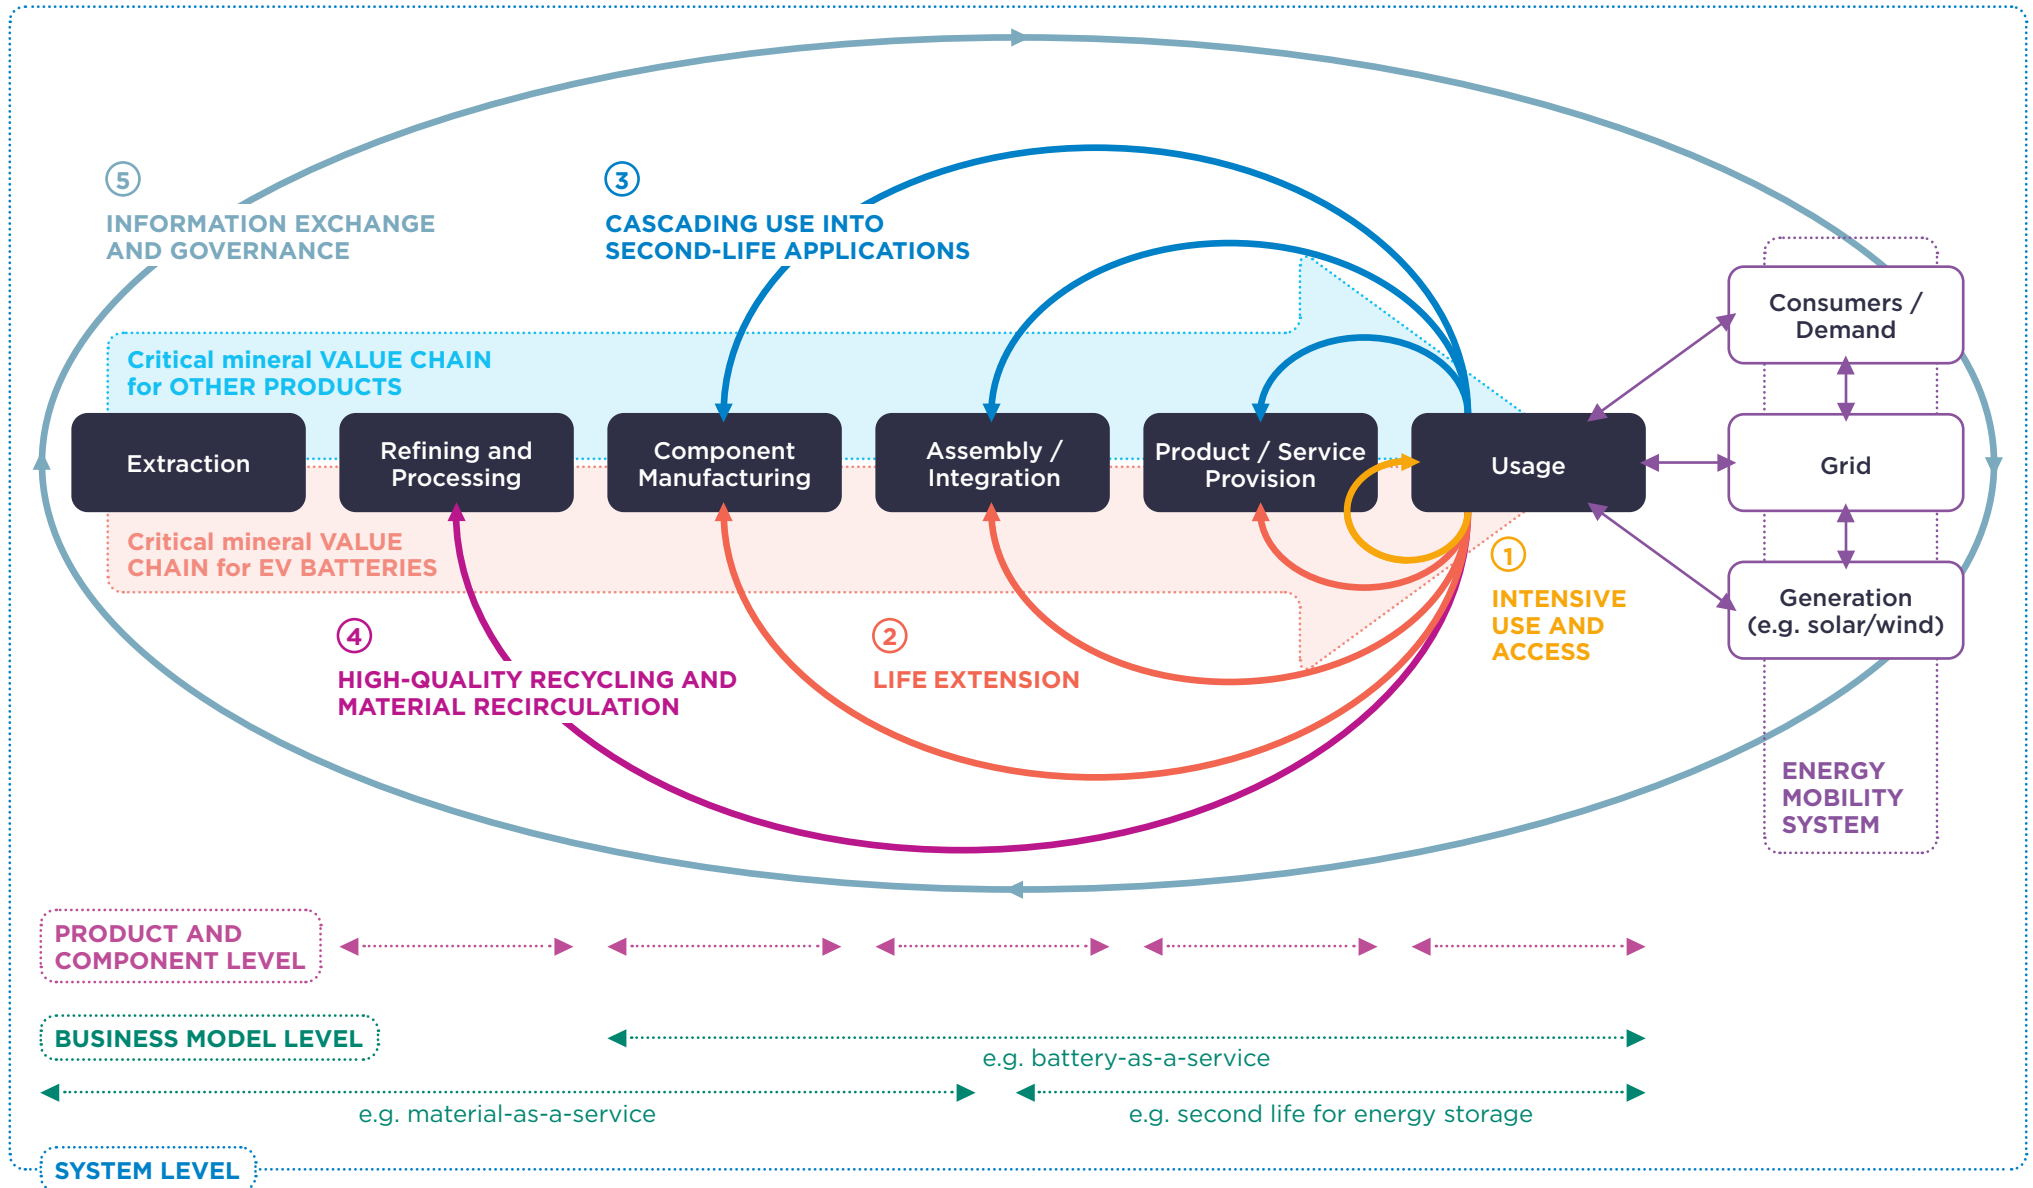 5
INFORMATION EXCHANGE
AND GOVERNANCE
3
CASCADING USE INTO
SECOND-LIFE APPLICATIONS
Critical mineral VALUE CHAIN
for OTHER PRODUCTS
Extraction
Refining and
Processing
Component
Manufacturing
Assembly /
Integration
Product / Service
Provision
Usage
Consumers /
Demand
Grid
Generation
(e.g. solar/wind)
Critical mineral VALUE
CHAIN for EV BATTERIES
4
HIGH-QUALITY RECYCLING AND
MATERIAL RECIRCULATION
2
LIFE EXTENSION
1
INTENSIVE
USE AND
ACCESS
ENERGY
MOBILITY
SYSTEM
PRODUCT AND
COMPONENT LEVEL
BUSINESS MODEL LEVEL
e.g. battery-as-a-service
e.g. material-as-a-service
e.g. second life for energy storage
SYSTEM LEVEL